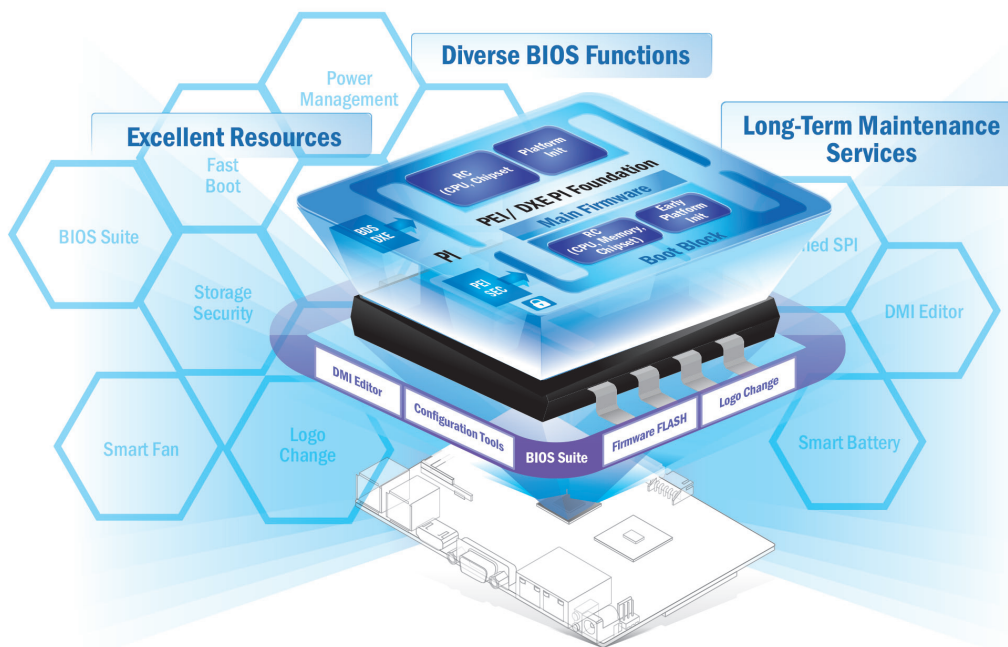 Diverse BIOS Functions
Power
Management
Excellent Resources
Long-Term Maintenance
Services
Fast
Boot
BIOS Suite
Storage
Security
Smart Fan
Logo
Change
SPI
DMI Editor
Smart Battery
RC
(CPU, Chipset
Platform
Init
PEI/ DXE PI Foundation
Main Firmware
BDS
DXE
PI
RC
(CPU, Memory,
Chipset)
Early
Platform
Init
Boot Block
PEI
SEC
DMI Editor
Configuration Tools
BIOS Suite
Firmware FLASH
Logo Change